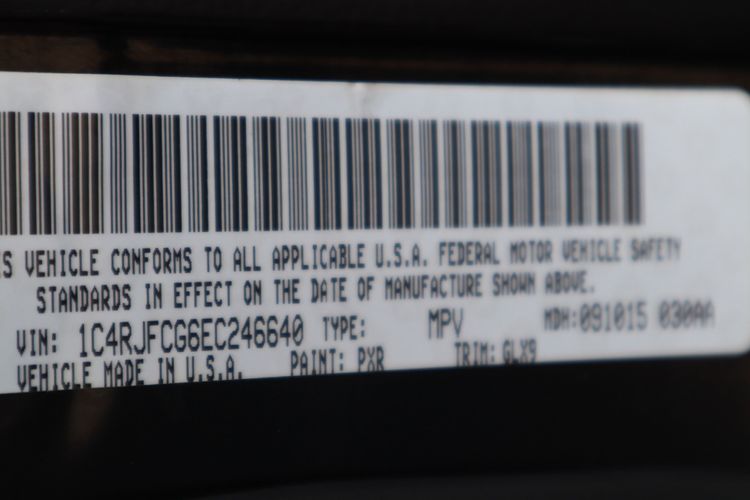 S VEHICLE CONFORMS TO ALL APPLICABLE U.S.A. FEDERAL MOTOR VEHICLE SAFETY
STANDARDS IN EFFECT ON THE DATE OF MANUFACTURE SHOWN ABOVE.
VIN: 1C4RJFCG6EC246640 TYPE: MPV MDH:091015 030AA
VEHICLE MADE IN U.S.A. PAINT: PXR TRIM: GLX9